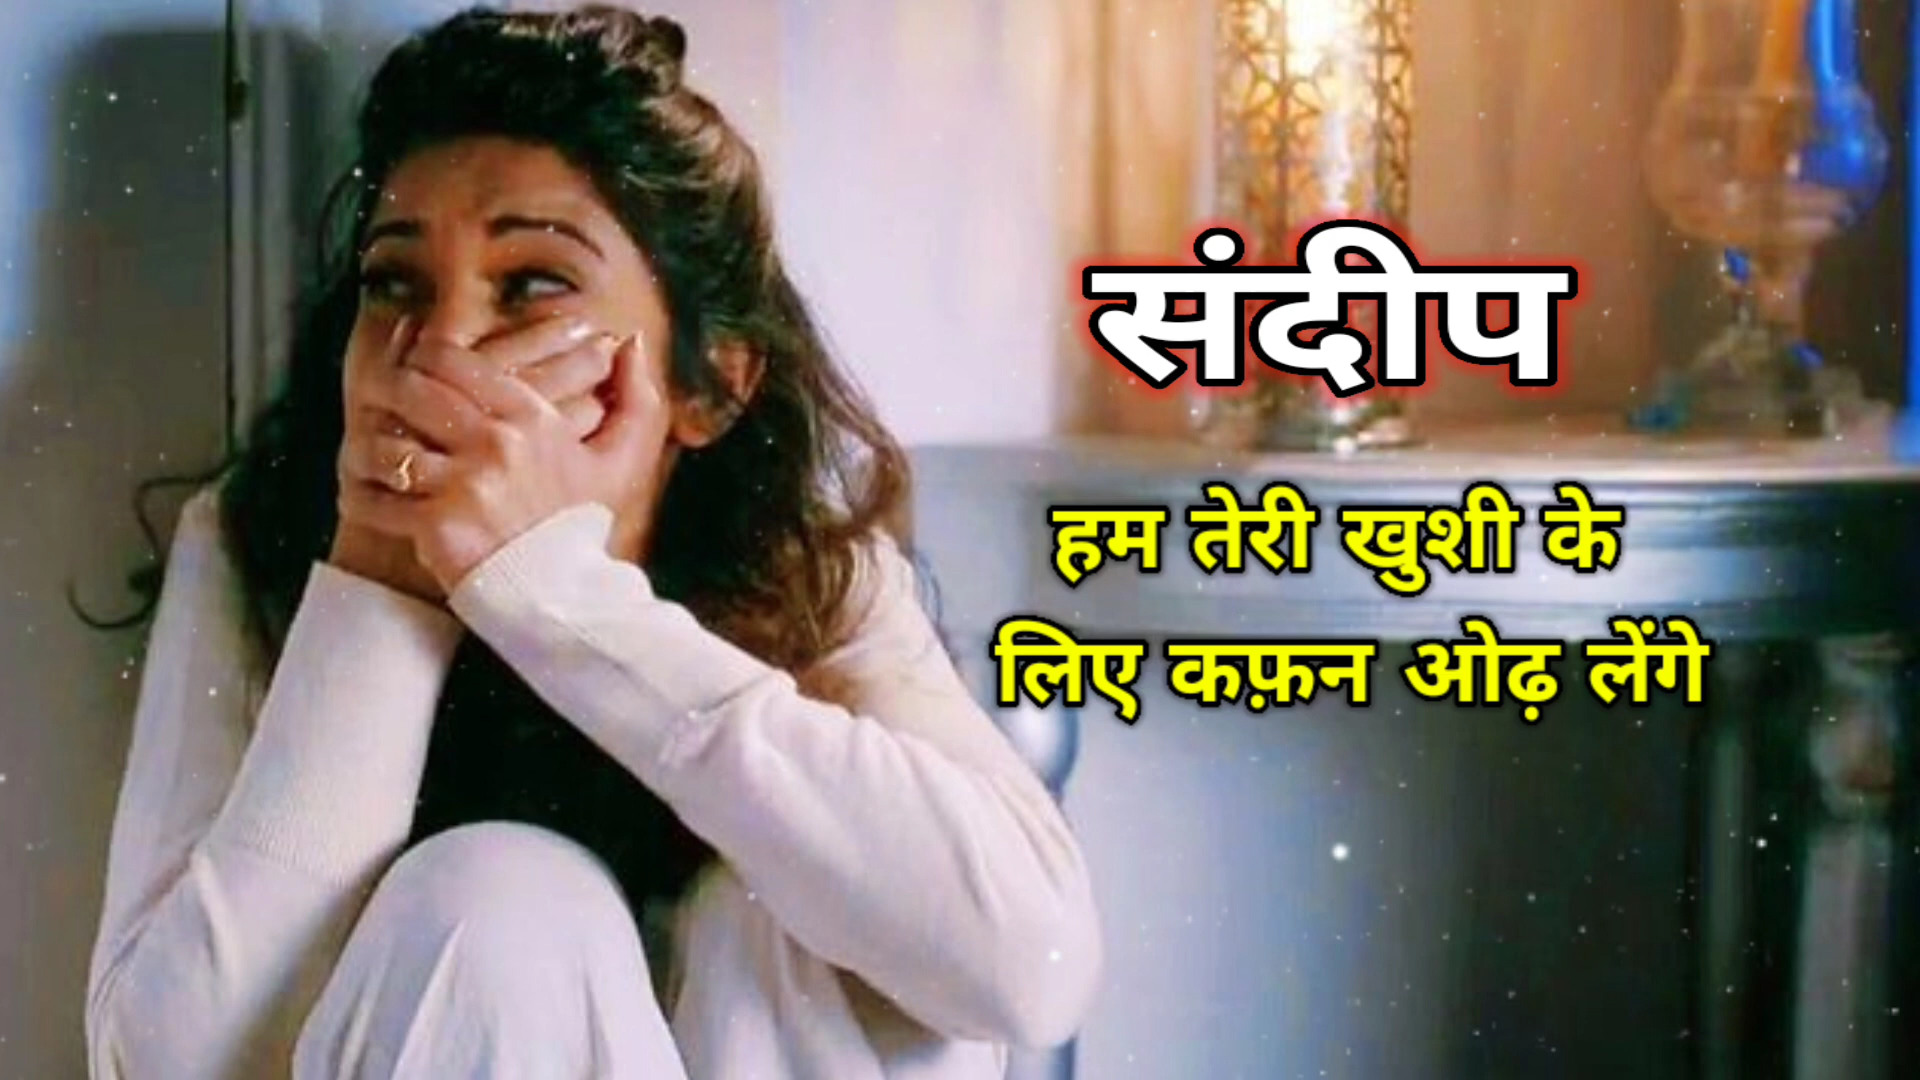 संदीप
हम तेरी खुशी के
लिए कफ़न ओढ़ लेंगे